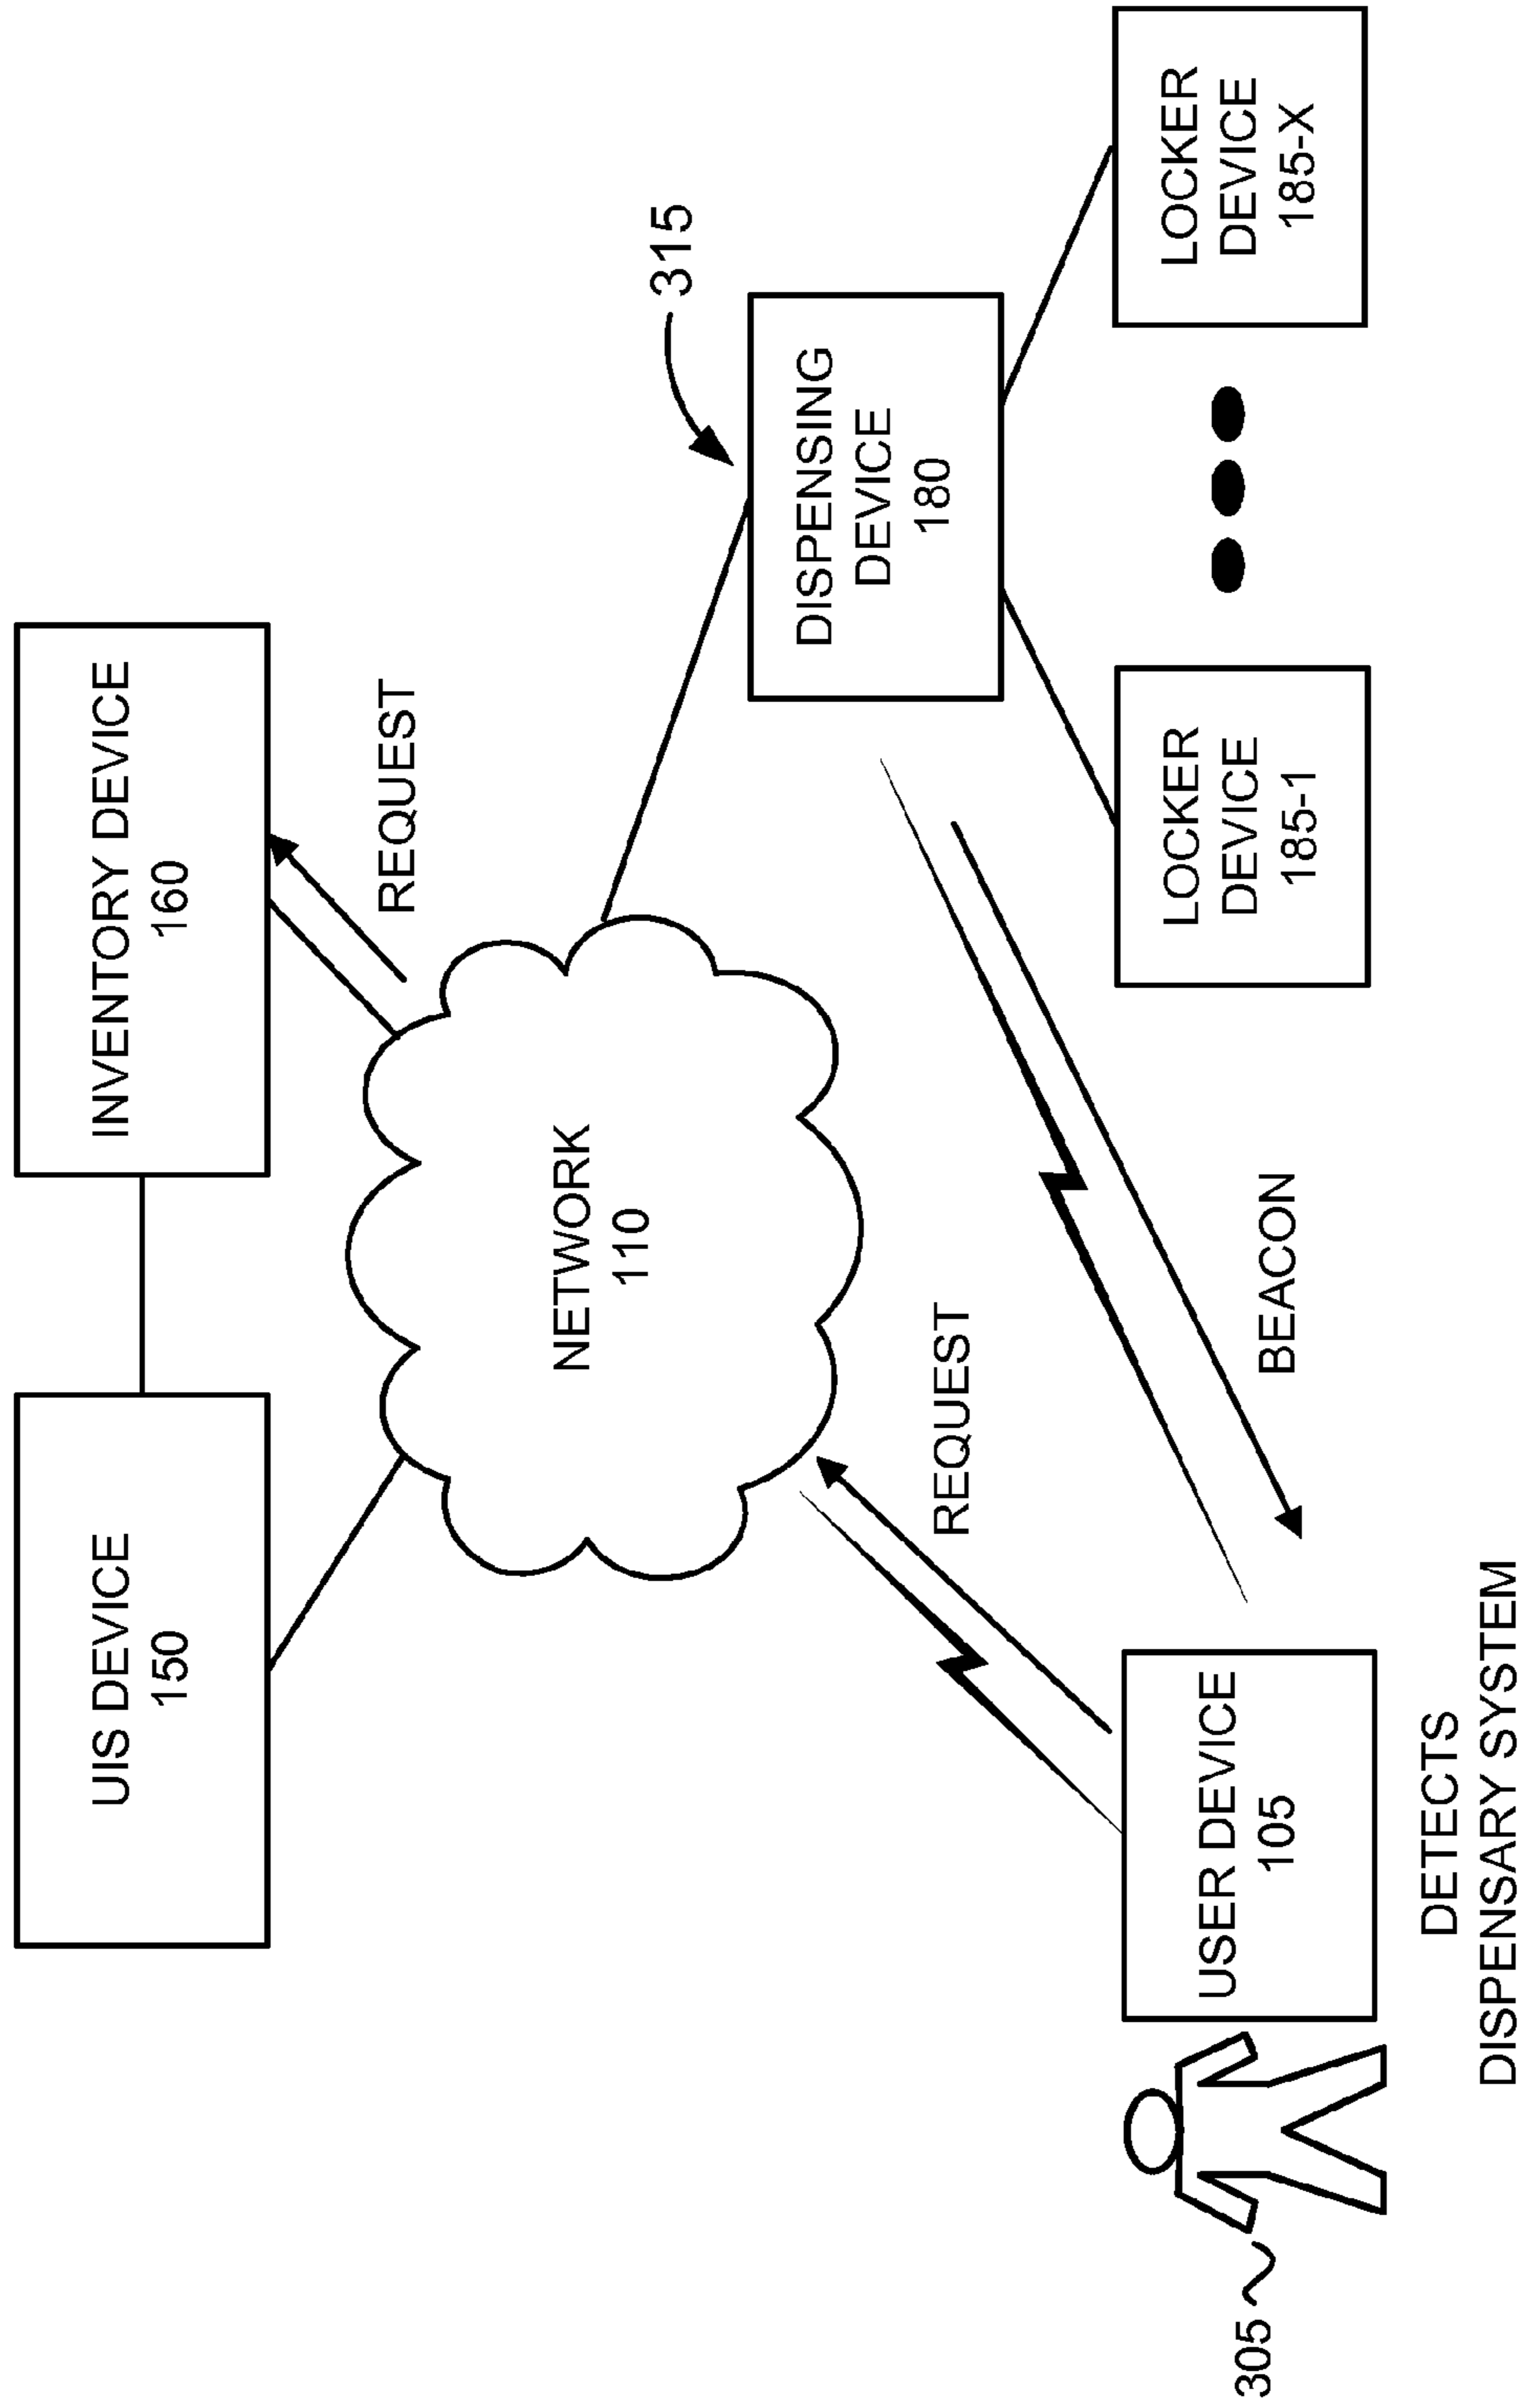 UIS DEVICE
150
INVENTORY DEVICE
160
REQUEST
NETWORK
110
315
DISPENSING
DEVICE
180
REQUEST
BEACON
305
USER DEVICE
105
DETECTS
DISPENSARY SYSTEM
LOCKER
DEVICE
185-1
LOCKER
DEVICE
185-X